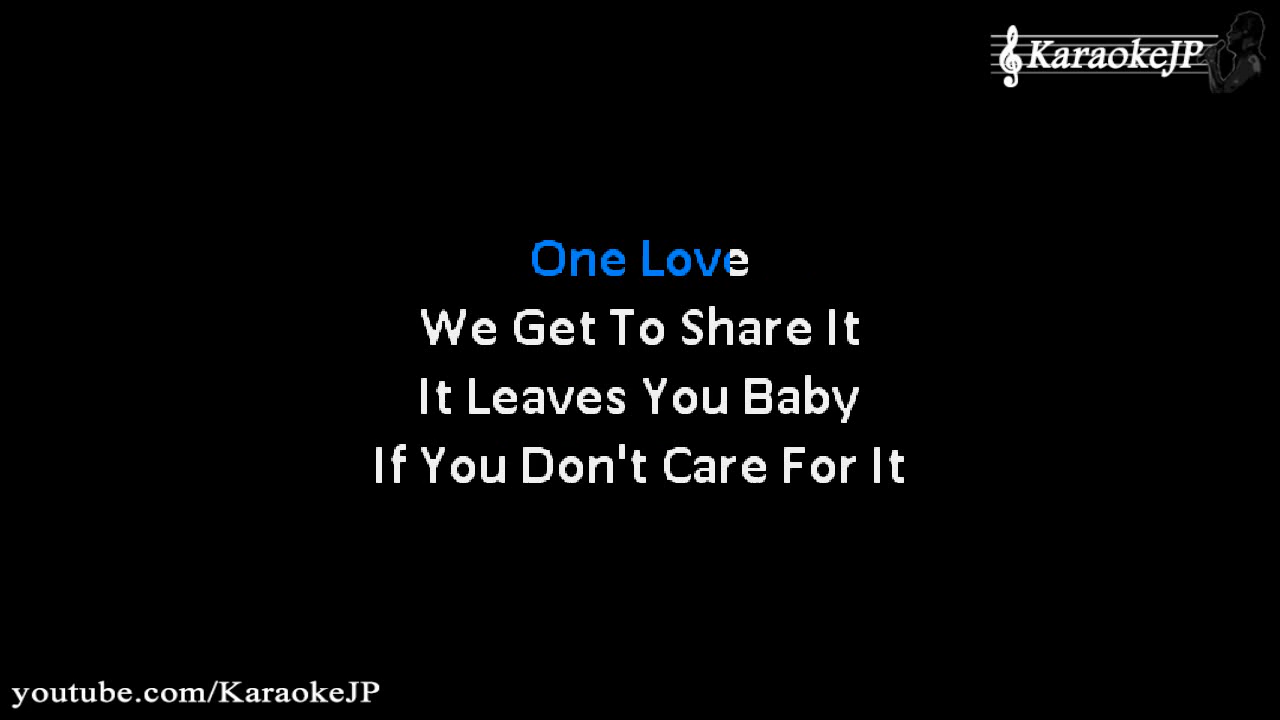 KaraokeJP
One Love
We Get To Share It
It Leaves You Baby
If You Don't Care For It
youtube.com/KaraokeJP